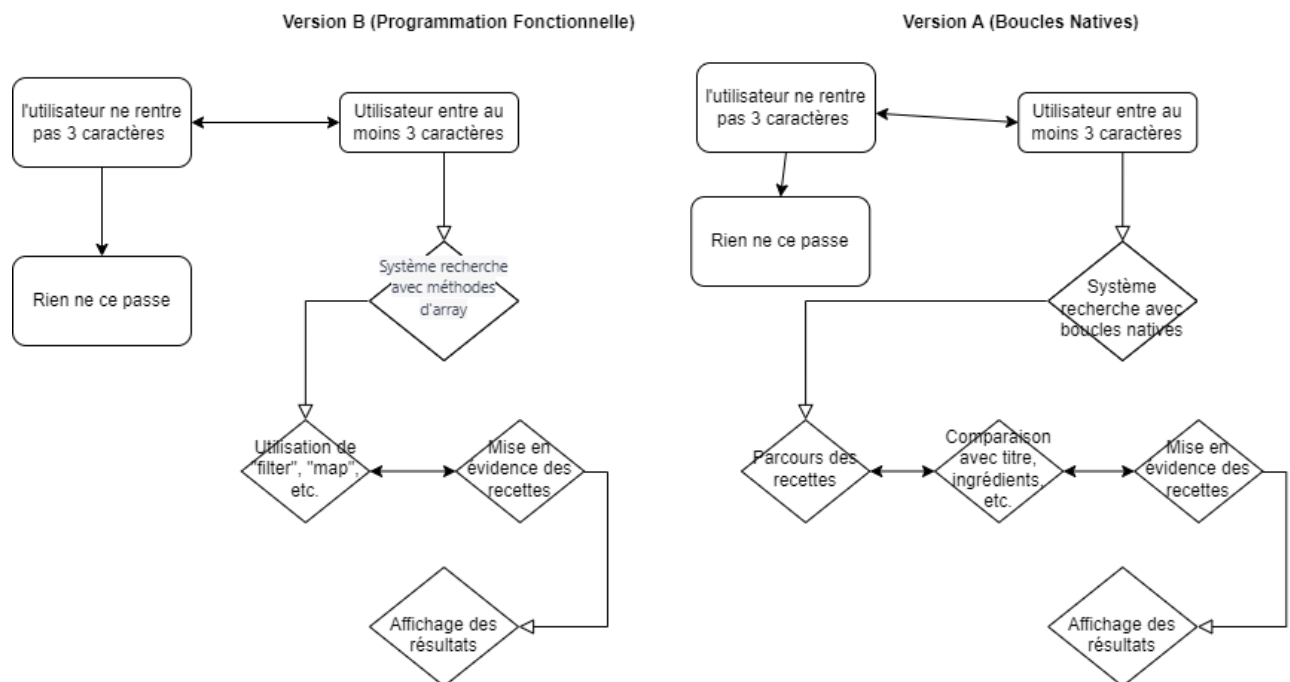 Version B (Programmation Fonctionnelle)
l'utilisateur ne rentre
pas 3 caractères
Utilisateur entre au
moins 3 caractères
Rien ne ce passe
Système recherche
avec méthodes
d'array
Utilisation de
"filter", "map",
etc.
Mise en
évidence des
recettes
Affichage des
résultats
Version A (Boucles Natives)
l'utilisateur ne rentre
pas 3 caractères
Utilisateur entre au
moins 3 caractères
Rien ne ce passe
Système
recherche avec
boucles natives
Parcours des
recettes
Comparaison
avec titre,
ingrédients,
etc.
Mise en
évidence des
recettes
Affichage des
résultats